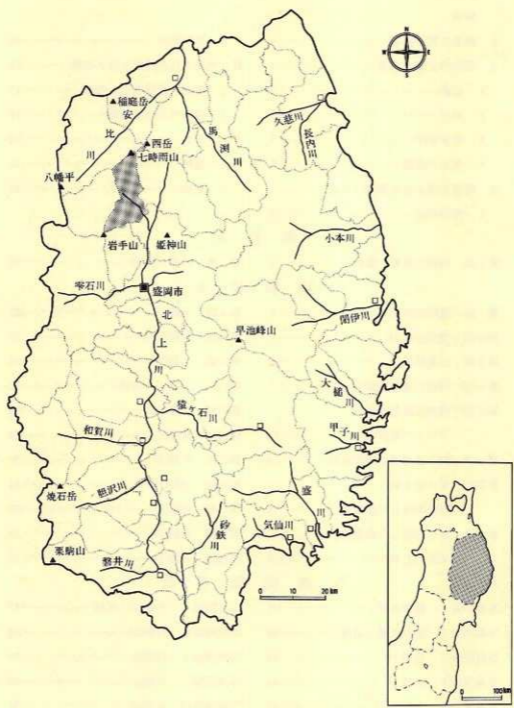 N
稲庭岳
安比川
西岳
七時雨山
馬淵川
久慈川
長内川
八幡平
岩手山
姫神山
小本川
雫石川
盛岡市
北上川
閉伊川
早池峰山
大槌川
猿ヶ石川
甲子川
和賀川
焼石岳
胆沢川
盛川
砂鉄川
気仙川
栗駒山
磐井川
0 10 20km
0 100km